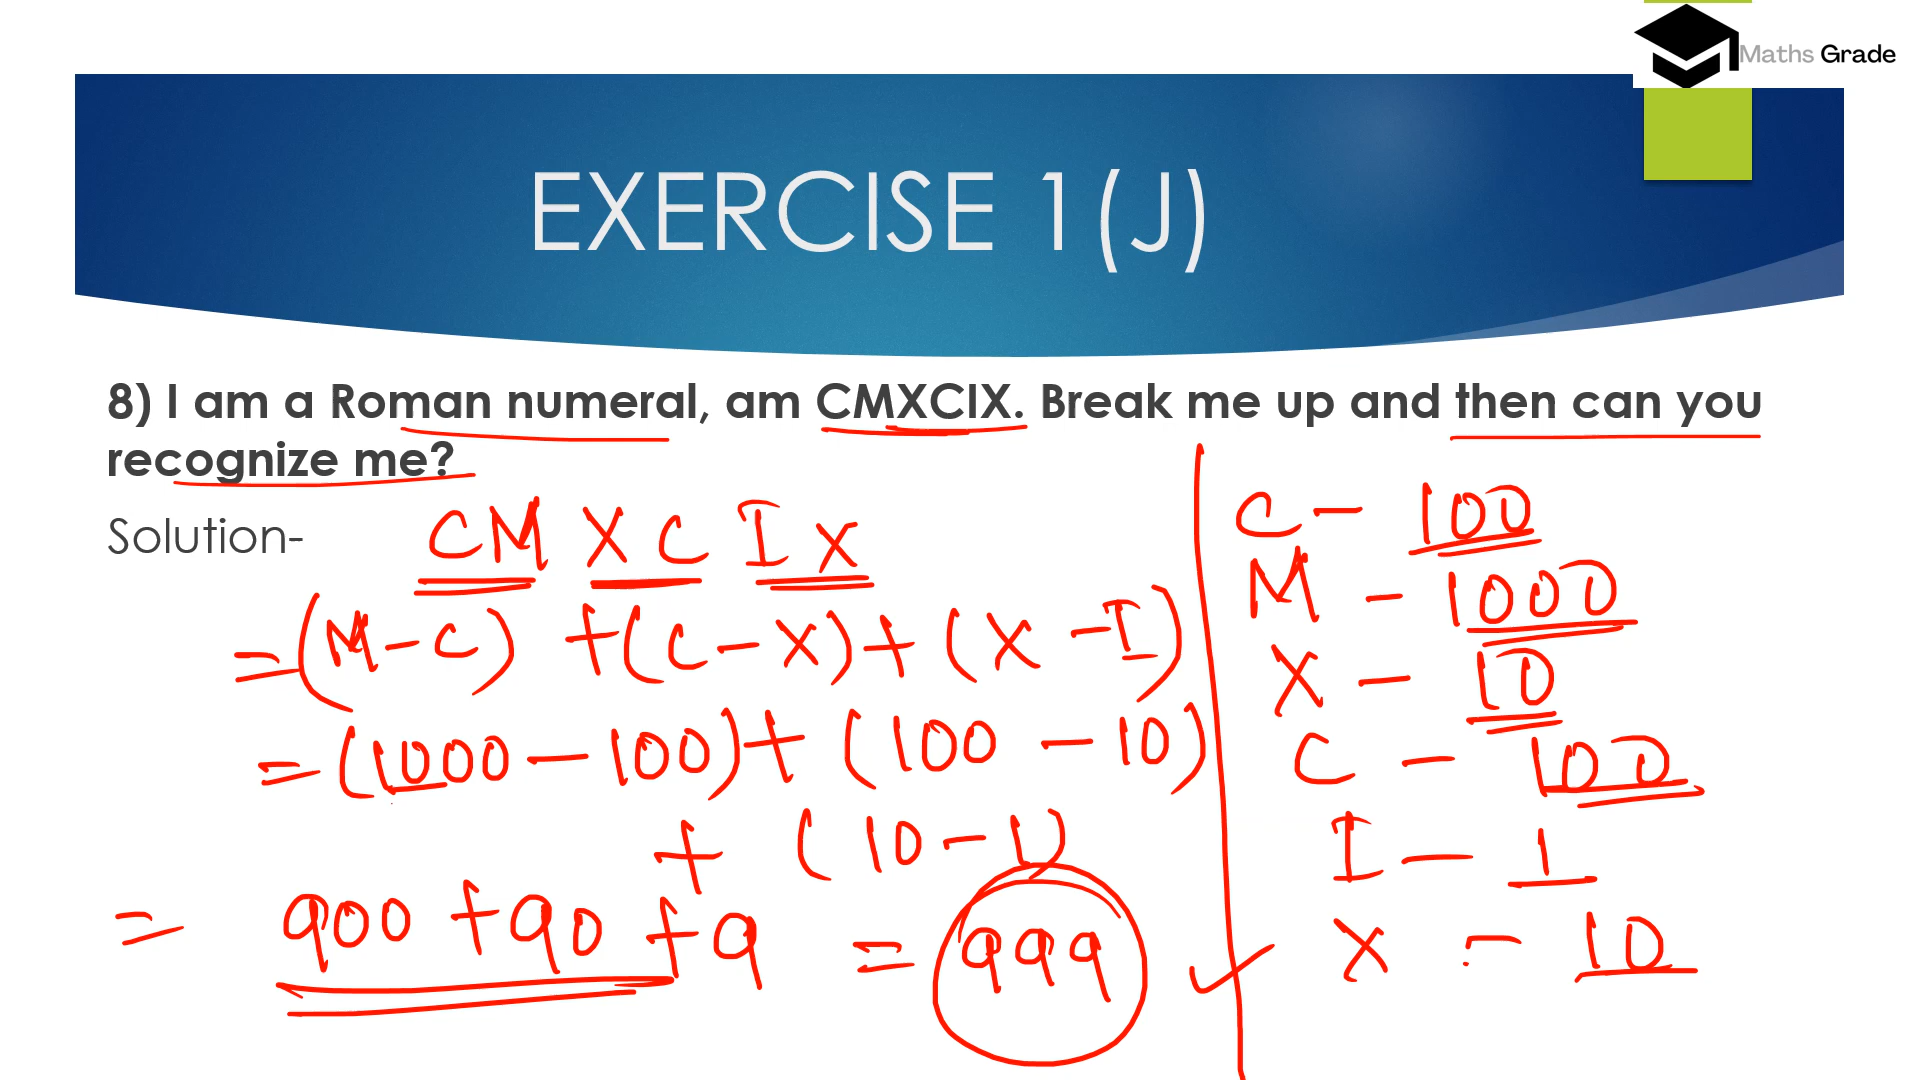 Maths Grade
EXERCISE 1(J)
8) I am a Roman numeral, am CMXCIX. Break me up and then can you
recognize me?
Solution-
CM XC IX
=(M-C) +(C-X)+(X-I)
=(1000-100)+(100-10)
+(10-1)
= 900+90+9 = 999
C-100
M-1000
X-10
C-100
I-1
X-10